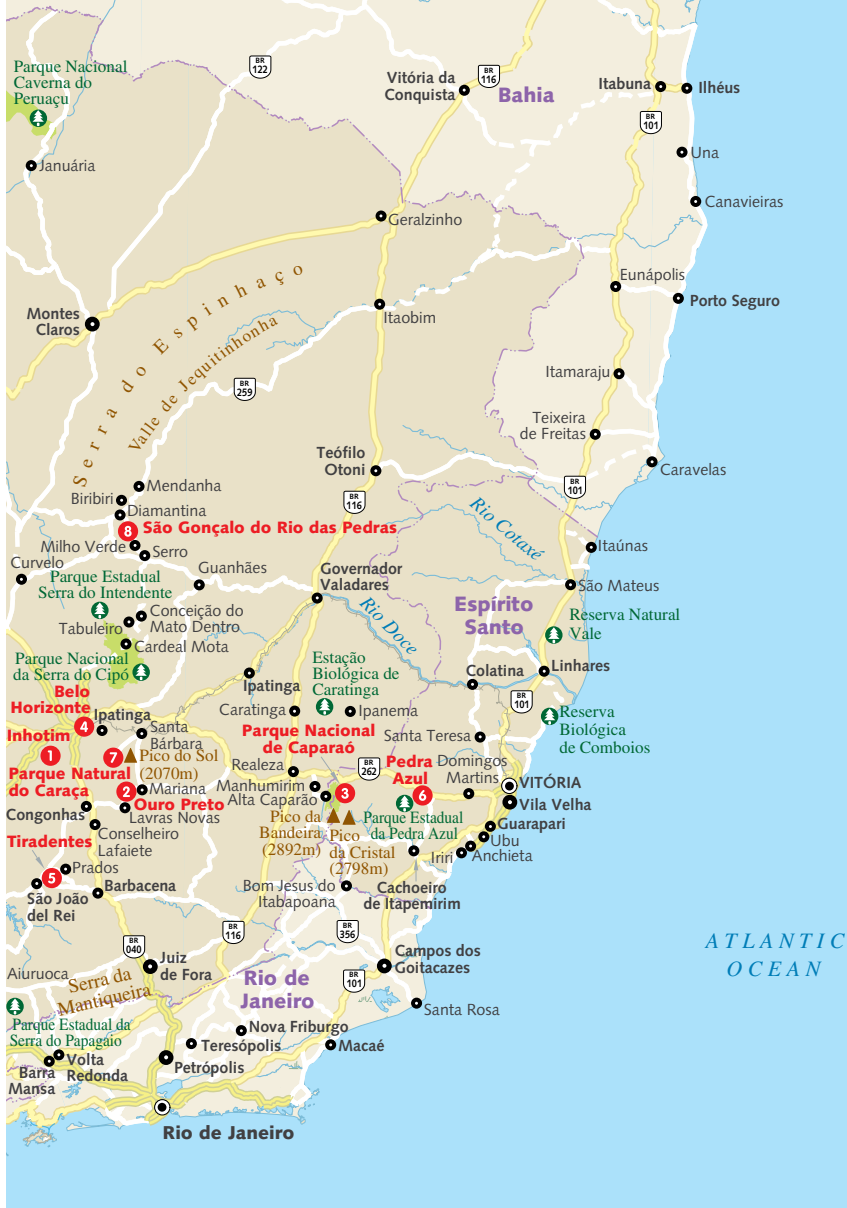 BR
122
Parque Nacional
Caverna do
Peruaçu
Vitória da
Conquista
BR
116
Bahia
Itabuna
Ilhéus
BR
101
Januária
Una
Canavieiras
Geralzinho
Serra do Espinhaço
Eunápolis
Porto Seguro
Montes
Claros
Itaobim
Valle de Jequitinhonha
BR
259
Itamaraju
Teixeira
de Freitas
Teófilo
Otoni
Caravelas
BR
101
Mendanha
Biribiri
Diamantina
BR
116
Rio Cotaxé
8
São Gonçalo do Rio das Pedras
Milho Verde
Serro
Itaúnas
Curvelo
Guanhães
Governador
Valadares
Parque Estadual
Serra do Intendente
São Mateus
Espírito
Santo
Rio Doce
Conceição do
Mato Dentro
Tabuleiro
Reserva Natural
Vale
Cardeal Mota
Parque Nacional
da Serra do Cipó
Estação
Biológica de
Caratinga
Ipatinga
Colatina
Linhares
Belo
Horizonte
4
Ipatinga
Caratinga
Ipanema
BR
101
Reserva
Biológica
de Comboios
Inhotim
1
Santa
Bárbara
Parque Nacional
de Caparaó
Santa Teresa
7
Pico do Sol
(2070m)
Realeza
BR
262
Pedra
Azul
6
Domingos
Martins
Parque Natural
do Caraça
2
Mariana
Manhumirim
Alta Caparão
3
VITÓRIA
Vila Velha
Ouro Preto
Congonhas
Lavras Novas
Parque Estadual
da Pedra Azul
Guarapari
Pico da
Bandeira
(2892m)
Pico
da Cristal
(2798m)
Ubu
Anchieta
Iriri
Conselheiro
Lafaiete
Tiradentes
5
Prados
São João
del Rei
Barbacena
Bom Jesus do
Itabapoana
Cachoeiro
de Itapemirim
BR
116
BR
356
BR
040
Juiz
de Fora
Campos dos
Goitacazes
ATLANTIC
OCEAN
Aiuruoca
Serra da
Mantiqueira
Rio de
Janeiro
BR
101
Santa Rosa
Parque Estadual da
Serra do Papagaio
Nova Friburgo
Teresópolis
Macaé
Volta
Redonda
Barra
Mansa
Petrópolis
Rio de Janeiro